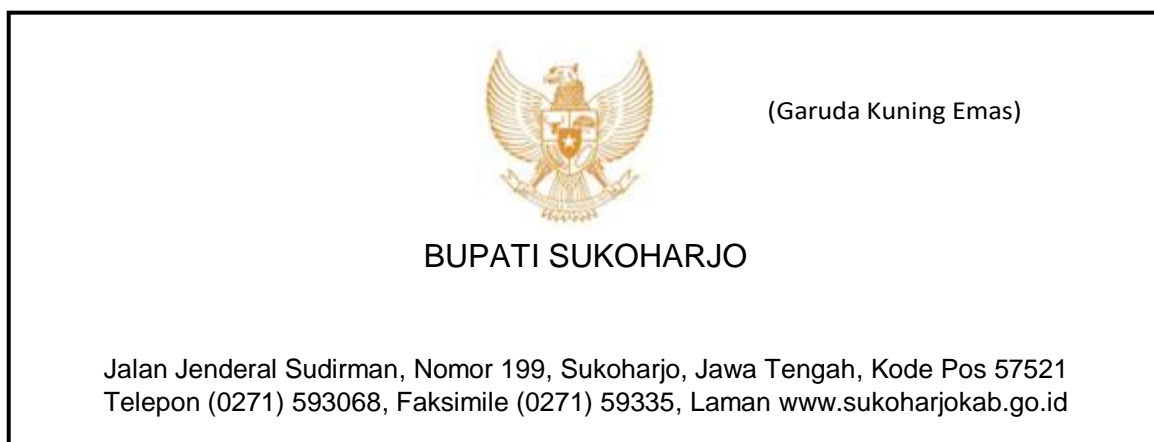 (Garuda Kuning Emas)
BUPATI SUKOHARJO
Jalan Jenderal Sudirman, Nomor 199, Sukoharjo, Jawa Tengah, Kode Pos 57521
Telepon (0271) 593068, Faksimile (0271) 59335, Laman www.sukoharjokab.go.id